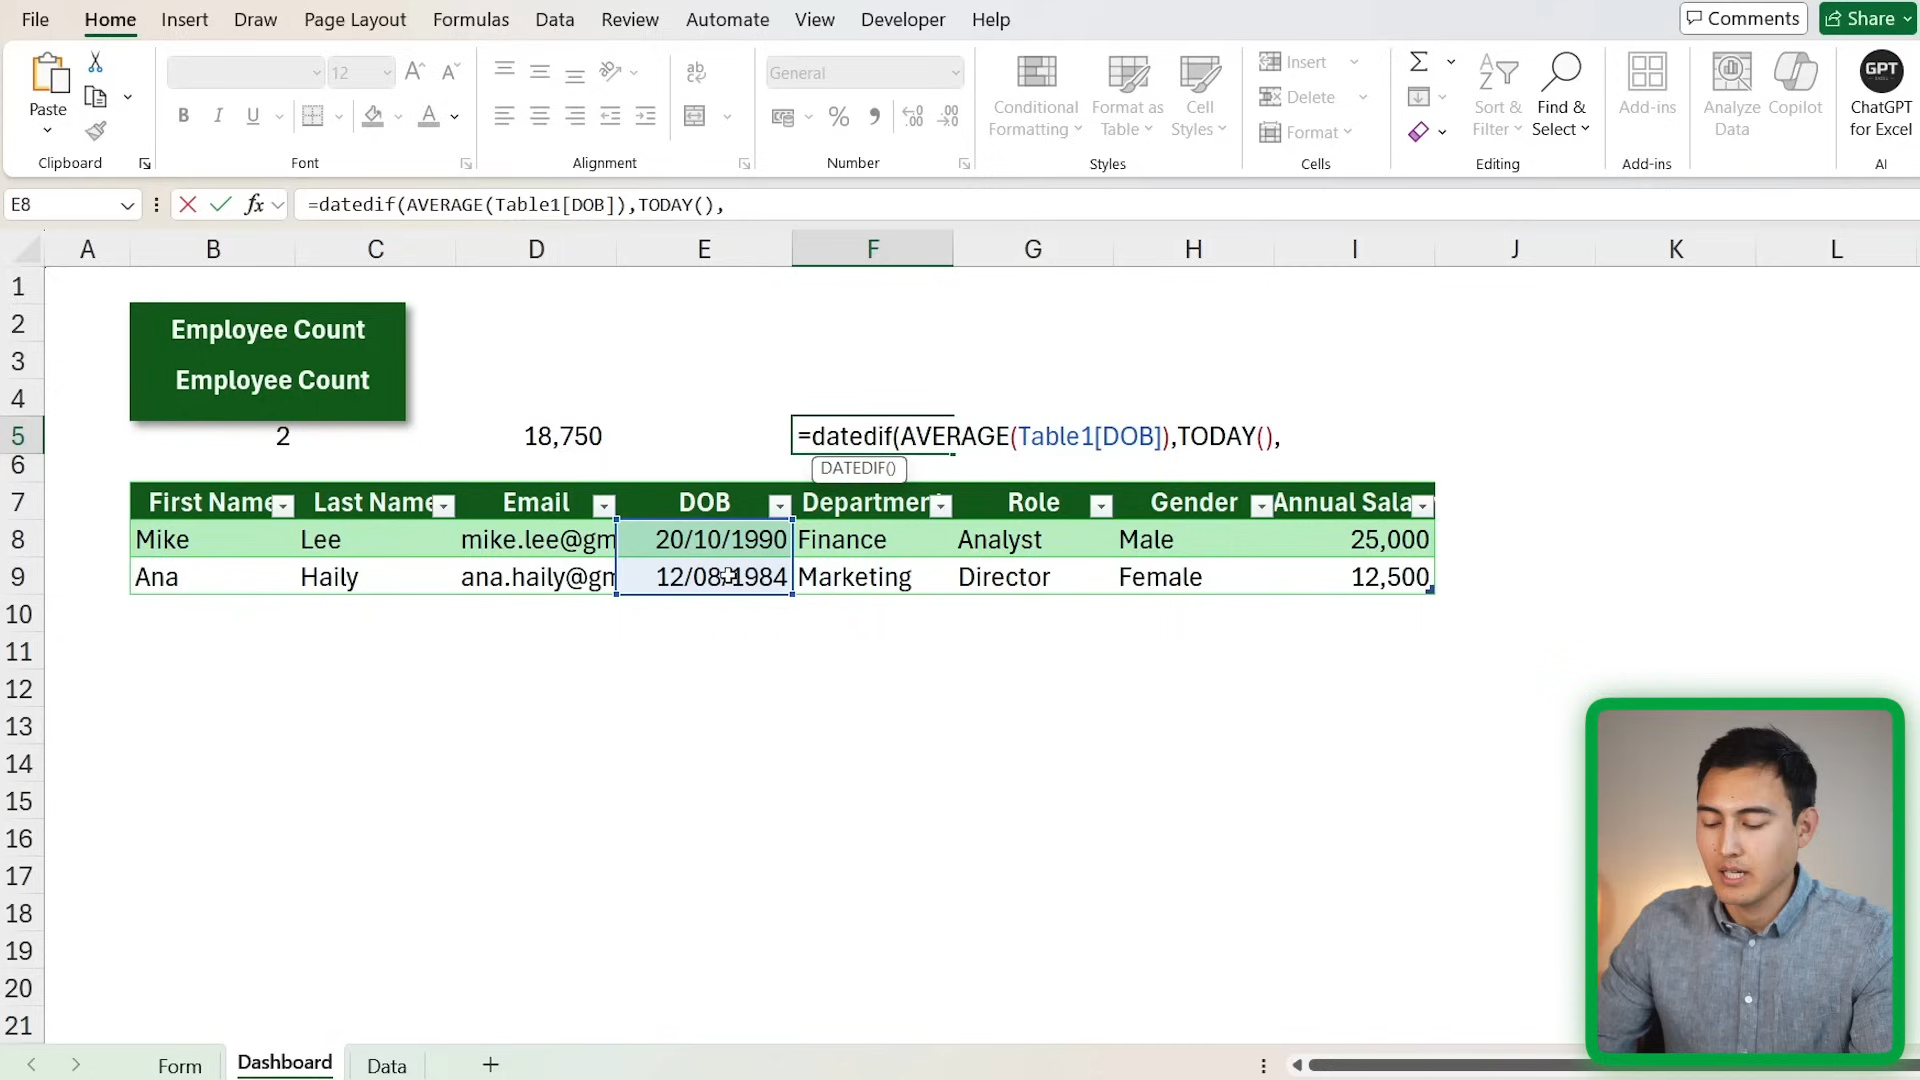 File Home Insert Draw Page Layout Formulas Data Review Automate View Developer Help Comments Share
Paste
Clipboard
12
Font
ab
Alignment
General
Number
Conditional Formatting
Format as Table
Cell Styles
Styles
Insert
Delete
Format
Cells
Sort & Filter
Find & Select
Editing
Add-ins
Add-ins
Analyze Data
Copilot
GPT
ChatGPT for Excel
AI
E8 fx =datedif(AVERAGE(Table1[DOB]),TODAY(),
A B C D E F G H I J K L
1
2 Employee Count
3 Employee Count
4
5 2 18,750 =datedif(AVERAGE(Table1[DOB]),TODAY(),
DATEDIF()
6
7 First Name Last Name Email DOB Departmen Role Gender Annual Sala
8 Mike Lee mike.lee@gm 20/10/1990 Finance Analyst Male 25,000
9 Ana Haily ana.haily@gm 12/08/1984 Marketing Director Female 12,500
10
11
12
13
14
15
16
17
18
19
20
21
Form Dashboard Data